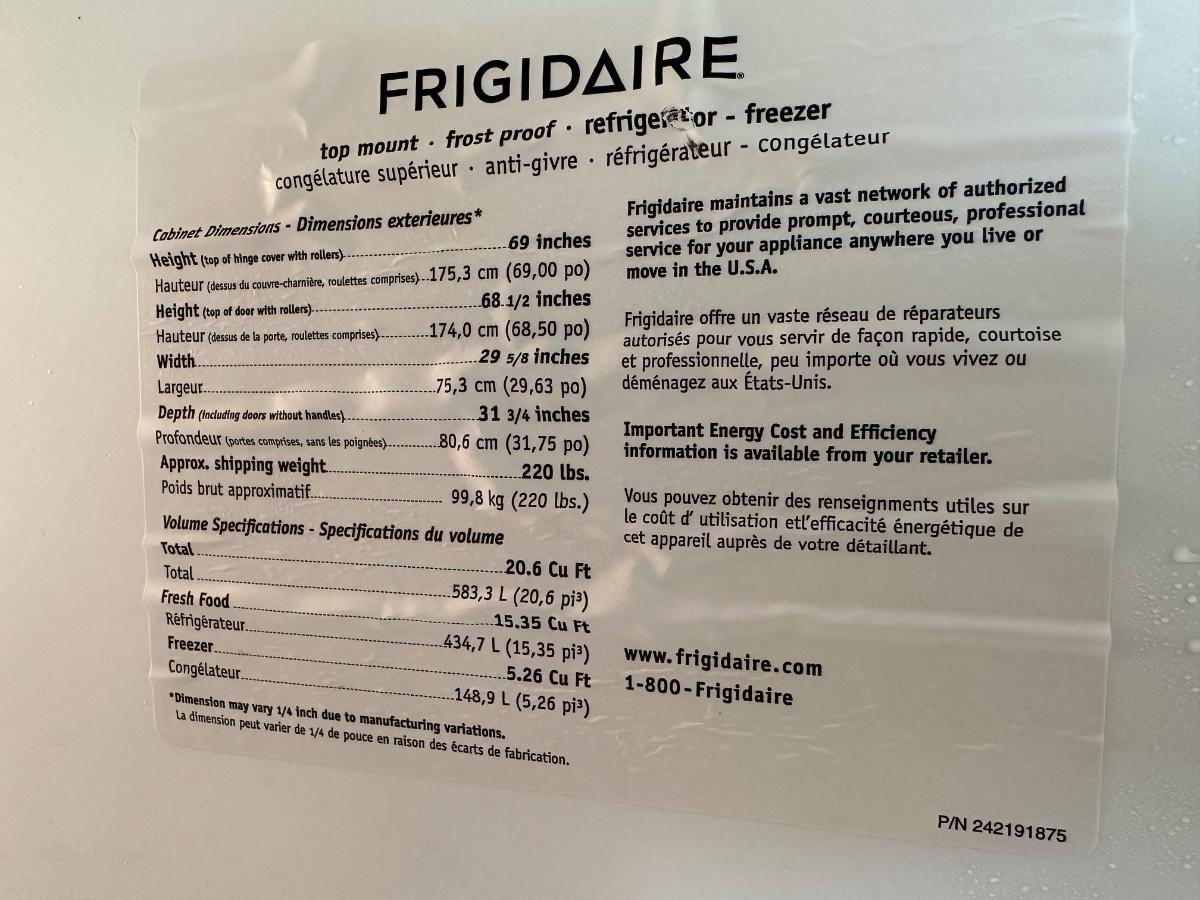 FRIGIDAIRE
top mount · frost proof · refrigerator - freezer
congélature supérieur · anti-givre · réfrigérateur - congélateur
Cabinet Dimensions - Dimensions exterieures*
Height (top of hinge cover with rollers) 69 inches
Hauteur (dessus du couvre-charnière, roulettes comprises) 175,3 cm (69,00 po)
Height (top of door with rollers) 68 1/2 inches
Hauteur (dessus de la porte, roulettes comprises) 174,0 cm (68,50 po)
Width 29 5/8 inches
Largeur 75,3 cm (29,63 po)
Depth (including doors without handles) 31 3/4 inches
Profondeur (portes comprises, sans les poignées) 80,6 cm (31,75 po)
Approx. shipping weight 220 lbs.
Poids brut approximatif 99,8 kg (220 lbs.)
Volume Specifications - Specifications du volume
Total 20.6 Cu Ft
Total 583,3 L (20,6 pi³)
Fresh Food 15.35 Cu Ft
Réfrigérateur 434,7 L (15,35 pi³)
Freezer 5.26 Cu Ft
Congélateur 148,9 L (5,26 pi³)
*Dimension may vary 1/4 inch due to manufacturing variations.
La dimension peut varier de 1/4 de pouce en raison des écarts de fabrication.
Frigidaire maintains a vast network of authorized
services to provide prompt, courteous, professional
service for your appliance anywhere you live or
move in the U.S.A.
Frigidaire offre un vaste réseau de réparateurs
autorisés pour vous servir de façon rapide, courtoise
et professionnelle, peu importe où vous vivez ou
déménagez aux États-Unis.
Important Energy Cost and Efficiency
information is available from your retailer.
Vous pouvez obtenir des renseignments utiles sur
le coût d' utilisation etl'efficacité énergétique de
cet appareil auprès de votre détaillant.
www.frigidaire.com
1-800-Frigidaire
P/N 242191875